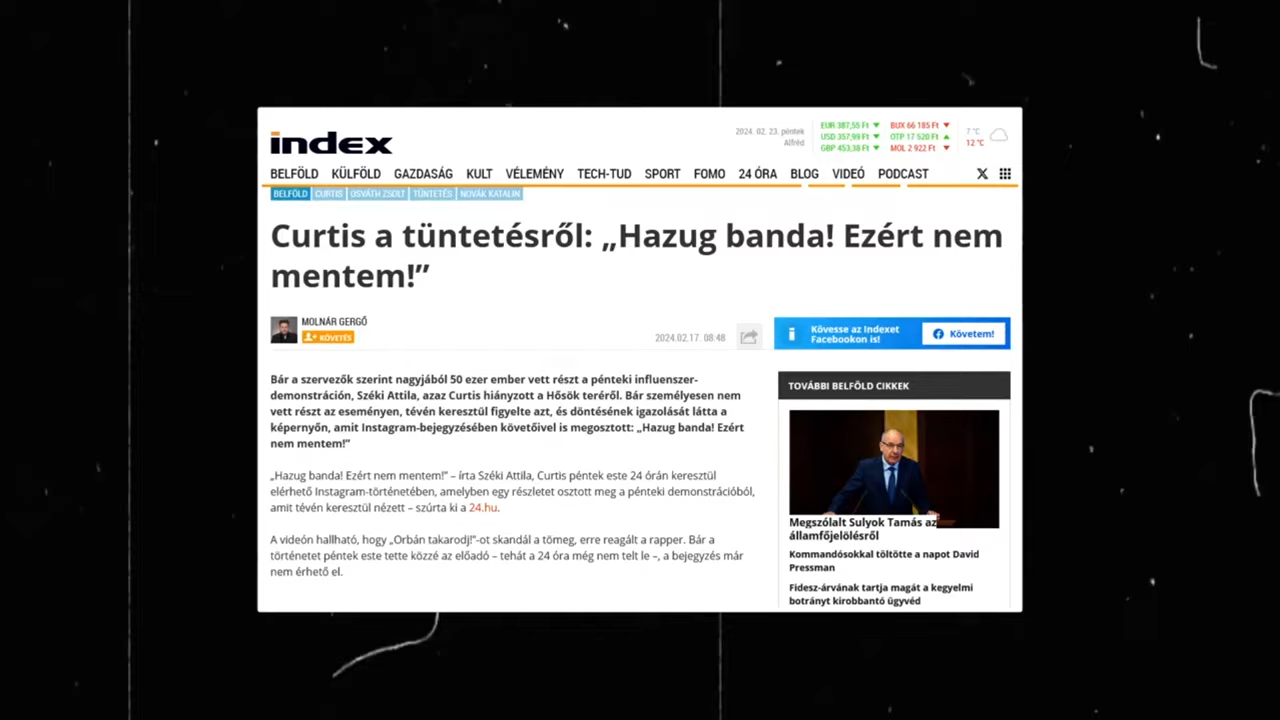 index
2024. 02. 23. péntek
Alfréd
EUR 387,55 Ft ▼ BUX 66 185 Ft ▼
USD 357,99 Ft ▼ OTP 17 520 Ft ▲
GBP 453,38 Ft ▼ MOL 2 922 Ft ▼
7 °C
12 °C
BELFÖLD KÜLFÖLD GAZDASÁG KULT VÉLEMÉNY TECH-TUD SPORT FOMO 24 ÓRA BLOG VIDEÓ PODCAST X
BELFÖLD CURTIS OSVÁTH ZSOLT TÜNTETÉS NOVÁK KATALIN
Curtis a tüntetésről: „Hazug banda! Ezért nem
mentem!”
MOLNÁR GERGŐ
KÖVETÉS
2024.02.17. 08:48
Kövesse az Indexet
Facebookon is!
Követem!
Bár a szervezők szerint nagyjából 50 ezer ember vett részt a pénteki influenszer-
demonstráción, Széki Attila, azaz Curtis hiányzott a Hősök teréről. Bár személyesen nem
vett részt az eseményen, tévén keresztül figyelte azt, és döntésének igazolását látta a
képernyőn, amit Instagram-bejegyzésében követőivel is megosztott: „Hazug banda! Ezért
nem mentem!”
„Hazug banda! Ezért nem mentem!” – írta Széki Attila, Curtis péntek este 24 órán keresztül
elérhető Instagram-történetében, amelyben egy részletet osztott meg a pénteki demonstrációból,
amit tévén keresztül nézett – szúrta ki a 24.hu.
A videón hallható, hogy „Orbán takarodj!”-ot skandál a tömeg, erre reagált a rapper. Bár a
történetet péntek este tette közzé az előadó – tehát a 24 óra még nem telt le –, a bejegyzés már
nem érhető el.
TOVÁBBI BELFÖLD CIKKEK
Megszólalt Sulyok Tamás az
államfőjelölésről
Kommandósokkal töltötte a napot David
Pressman
Fidesz-árvának tartja magát a kegyelmi
botrányt kirobbantó ügyvéd